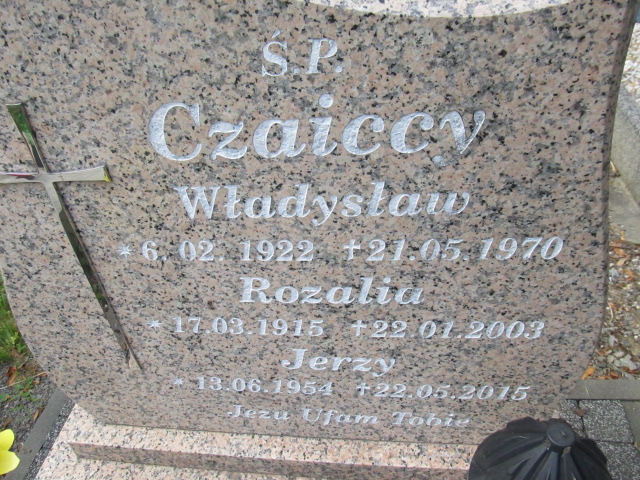 Ś.P.
Czaiccy
Władysław
*6. 02. 1922 †21.05.1970
Rozalia
*17.03.1915 †22.01.2003
Jerzy
* 13.06.1954 †22.05.2015
Jezu Ufam Tobie